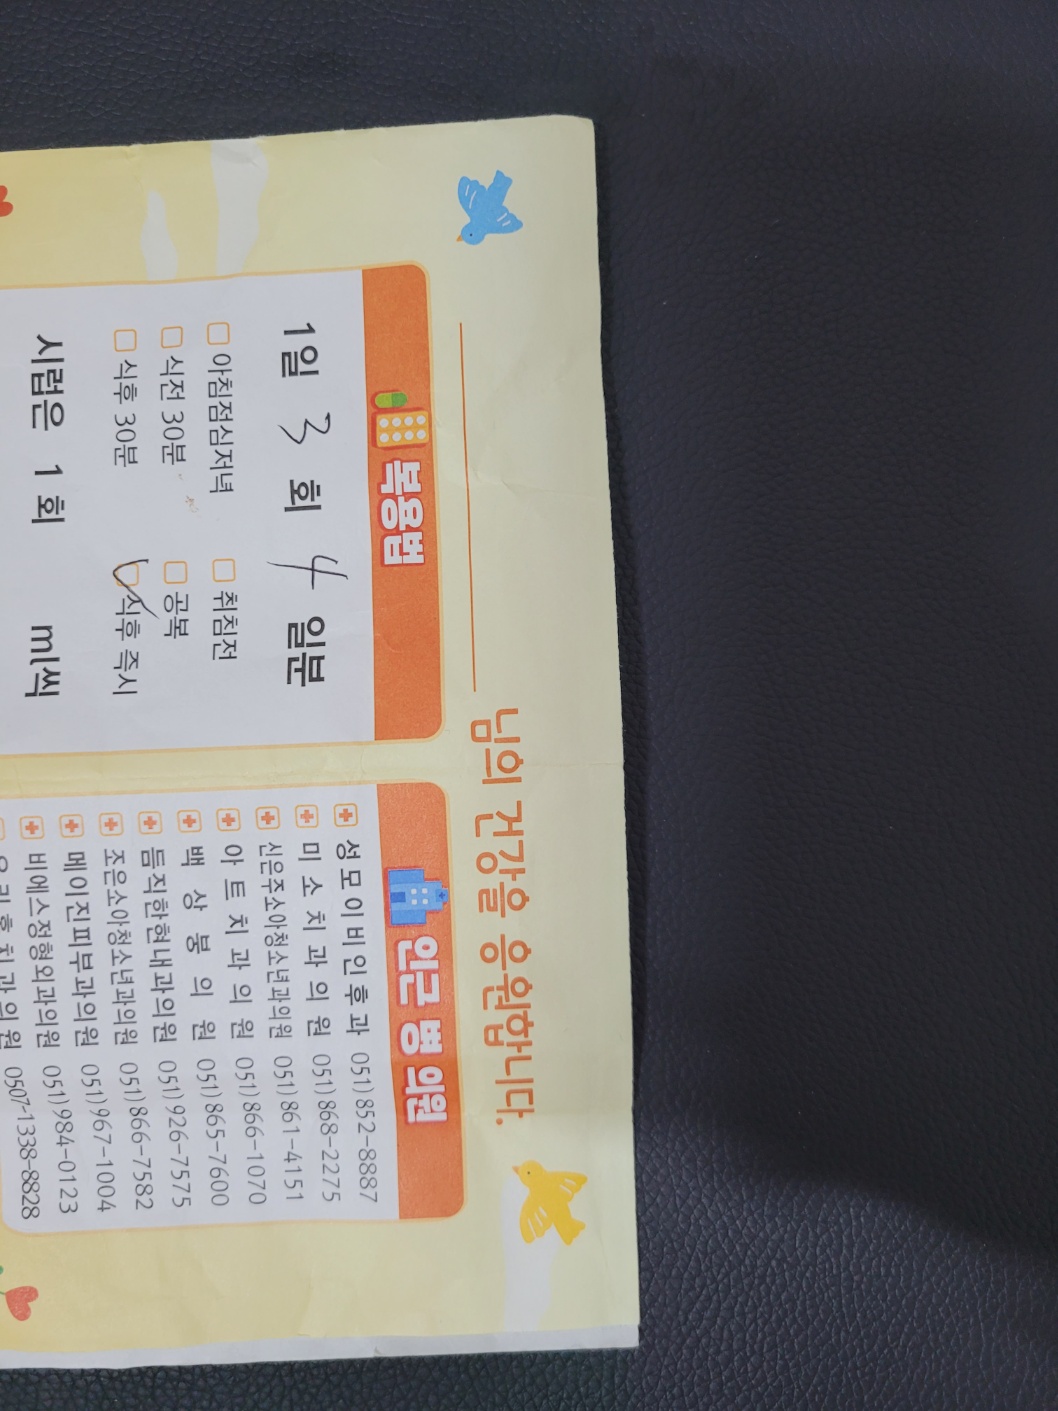 님의 건강을 응원합니다.
복용법
1일 3 회 4 일분
아침점심저녁 취침전
식전 30분 공복
식후 30분 식후 즉시
시럽은 1 회 ml씩
인근 병 의원
성모이비인후과 051)852-8887
미소치과의원 051)868-2275
신은주소아청소년과의원 051)861-4151
아트치과의원 051)866-1070
백상봉의원 051)865-7600
듬직한현내과의원 051)926-7575
조은소아청소년과의원 051)866-7582
메이진피부과의원 051)967-1004
비에스정형외과의원 051)984-0123
0507-1338-8828